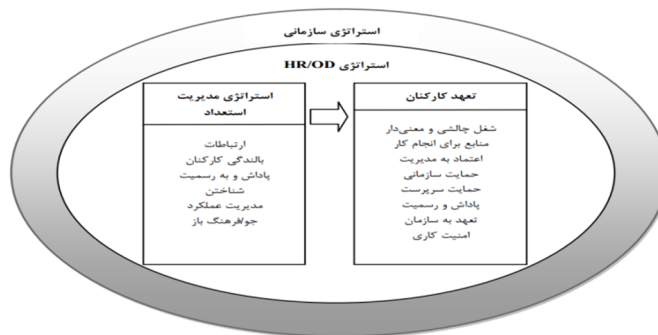 استراتژی سازمانی
استراتژی HR/OD
استراتژی مدیریت
استعداد
ارتباطات
بالندگی کارکنان
پاداش و به رسمیت
شناختن
مدیریت عملکرد
جو/فرهنگ باز
تعهد کارکنان
شغل چالشی و معنی‌دار
منابع برای انجام کار
اعتماد به مدیریت
حمایت سازمانی
حمایت سرپرست
پاداش و رسمیت
تعهد به سازمان
امنیت کاری